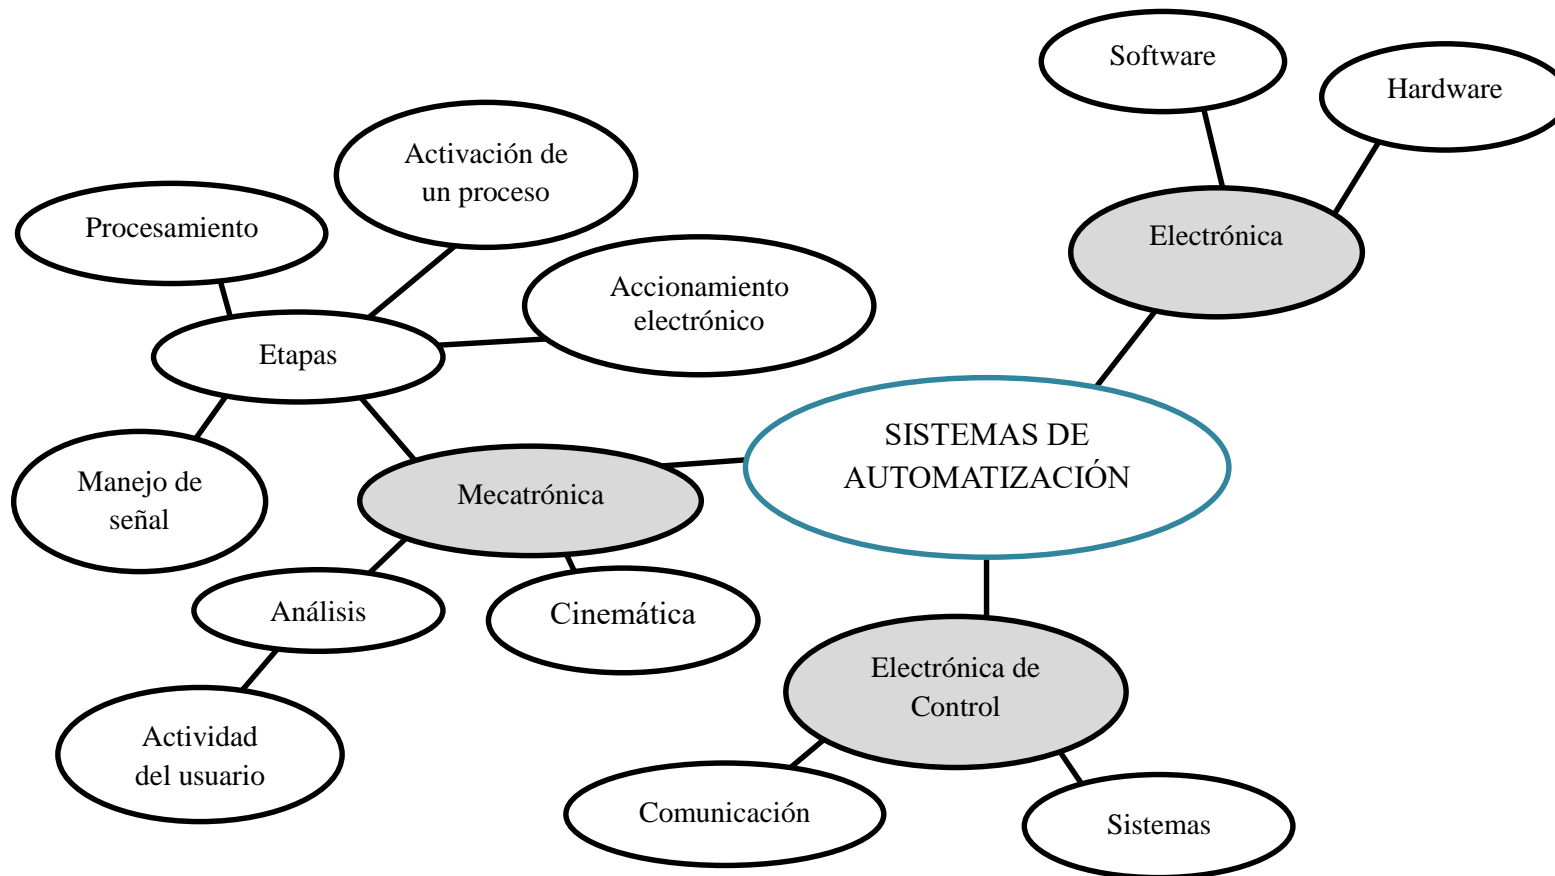 Software
Hardware
Activación de
un proceso
Procesamiento
Electrónica
Accionamiento
electrónico
Etapas
SISTEMAS DE
AUTOMATIZACIÓN
Manejo de
señal
Mecatrónica
Análisis
Cinemática
Electrónica de
Control
Actividad
del usuario
Comunicación
Sistemas